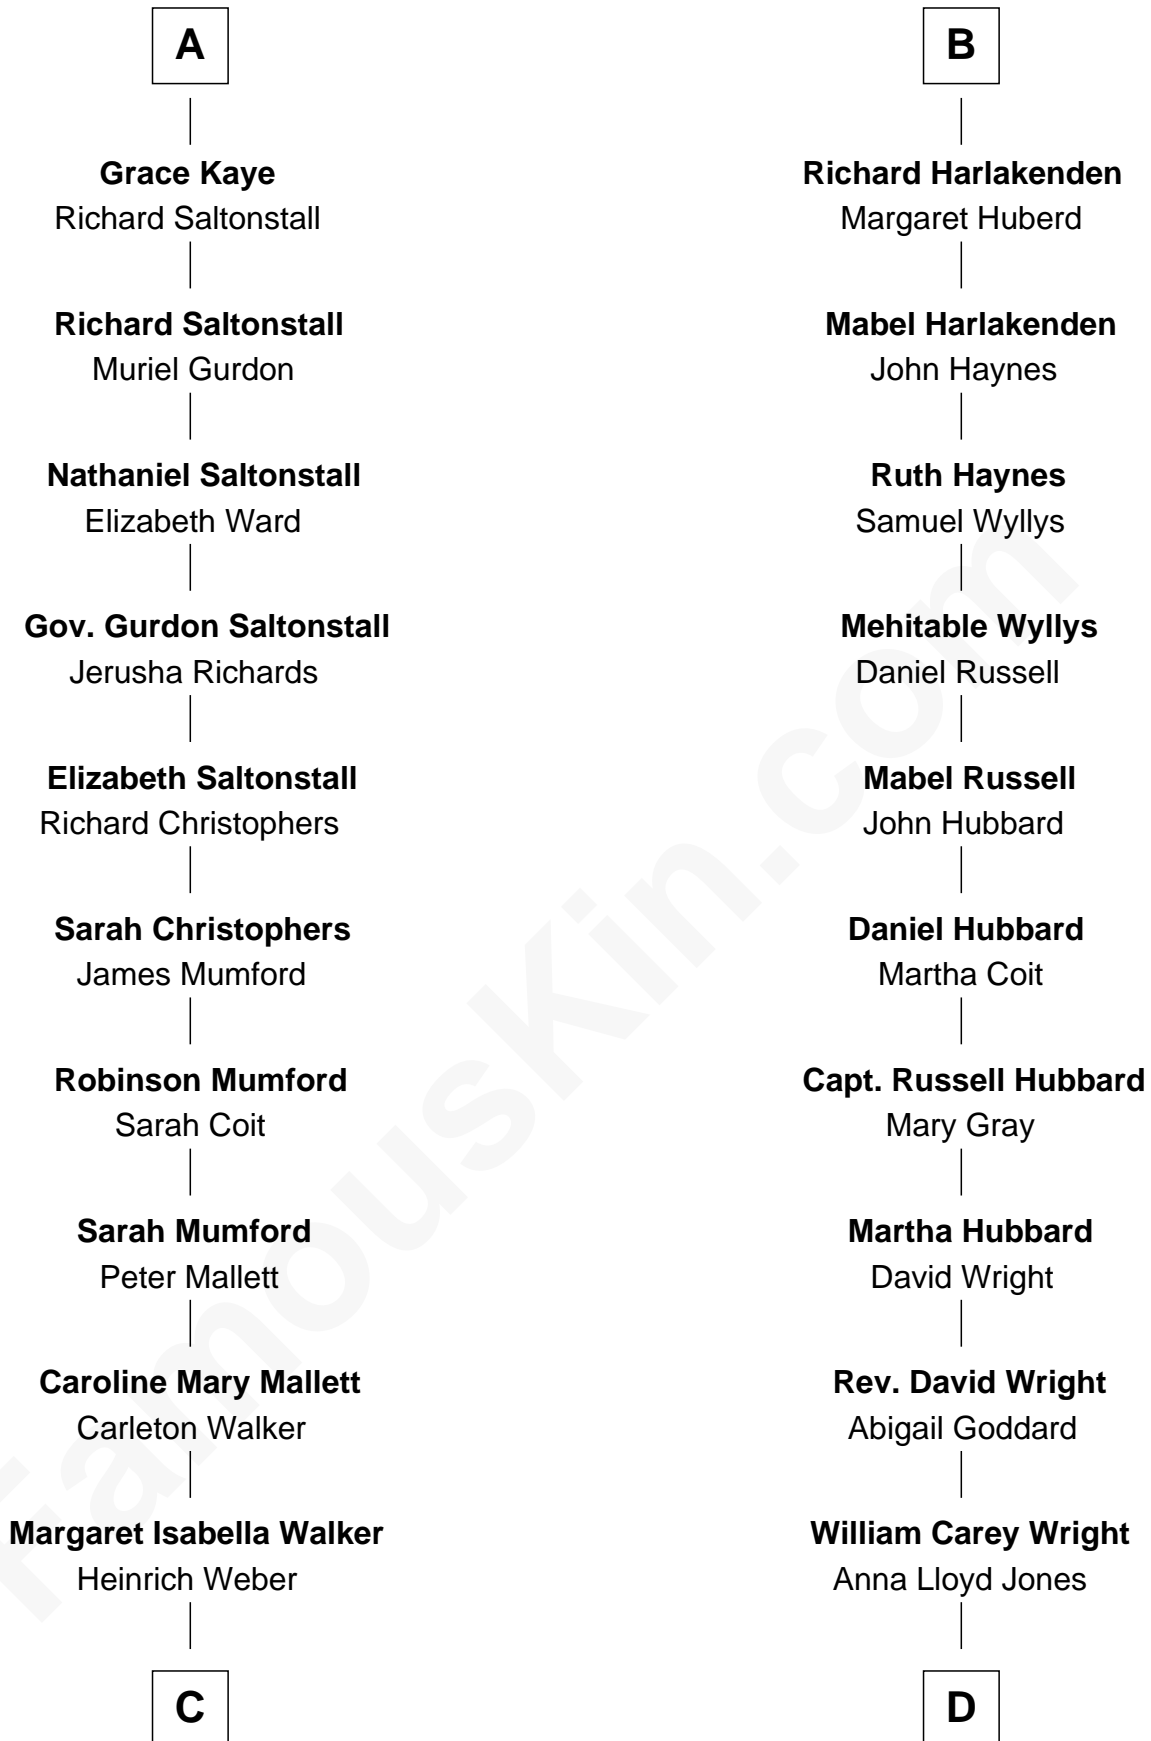 A
Grace Kaye
Richard Saltonstall
Richard Saltonstall
Muriel Gurdon
Nathaniel Saltonstall
Elizabeth Ward
Gov. Gurdon Saltonstall
Jerusha Richards
Elizabeth Saltonstall
Richard Christophers
Sarah Christophers
James Mumford
Robinson Mumford
Sarah Coit
Sarah Mumford
Peter Mallett
Caroline Mary Mallett
Carleton Walker
Margaret Isabella Walker
Heinrich Weber
C
B
Richard Harlakenden
Margaret Huberd
Mabel Harlakenden
John Haynes
Ruth Haynes
Samuel Wyllys
Mehitable Wyllys
Daniel Russell
Mabel Russell
John Hubbard
Daniel Hubbard
Martha Coit
Capt. Russell Hubbard
Mary Gray
Martha Hubbard
David Wright
Rev. David Wright
Abigail Goddard
William Carey Wright
Anna Lloyd Jones
D
FamousKin.com